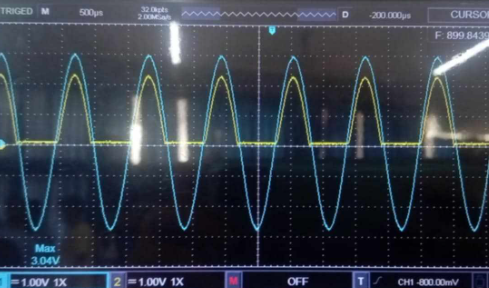 TRIGED M 500μs 32.0kpts D -200.000μs CURSO
2.00MSa/s
F: 899.8439
Max
3.04V
=1.00V 1X 2 =1.00V 1X M OFF T CH1 -800.00mV